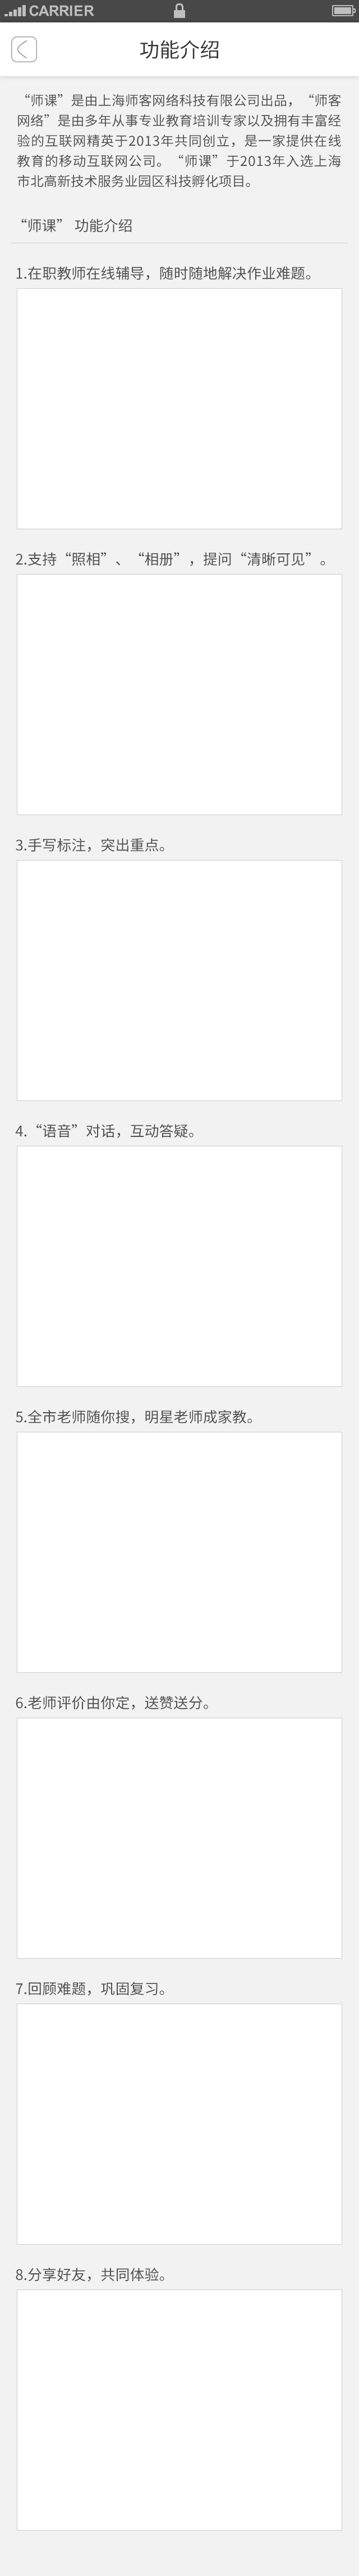 CARRIER
功能介绍
“师课”是由上海师客网络科技有限公司出品，“师客
网络”是由多年从事专业教育培训专家以及拥有丰富经
验的互联网精英于2013年共同创立，是一家提供在线
教育的移动互联网公司。“师课”于2013年入选上海
市北高新技术服务业园区科技孵化项目。
“师课” 功能介绍
1.在职教师在线辅导，随时随地解决作业难题。
2.支持“照相”、“相册”，提问“清晰可见”。
3.手写标注，突出重点。
4.“语音”对话，互动答疑。
5.全市老师随你搜，明星老师成家教。
6.老师评价由你定，送赞送分。
7.回顾难题，巩固复习。
8.分享好友，共同体验。